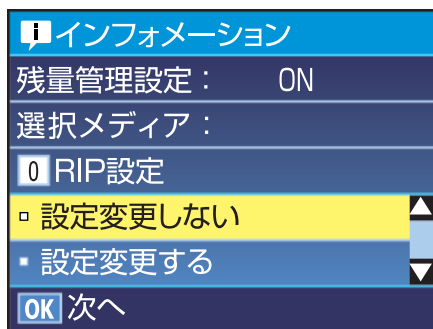 インフォメーション
残量管理設定： ON
選択メディア：
0 RIP設定
設定変更しない
設定変更する
OK 次へ